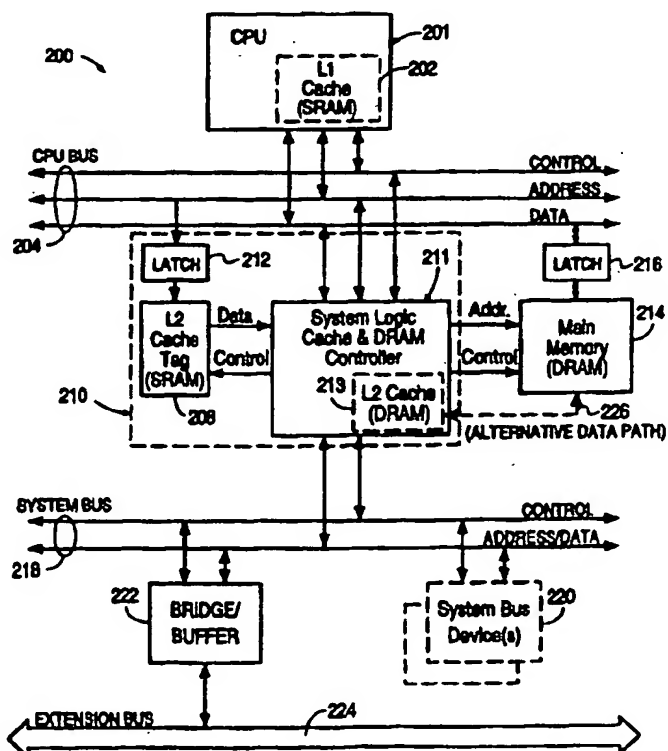 200
CPU
201
L1
Cache
(SRAM)
202
CPU BUS
CONTROL
ADDRESS
DATA
204
LATCH
212
211
LATCH
216
L2
Cache
Tag
(SRAM)
208
Data
Control
System Logic
Cache & DRAM
Controller
Addr.
Control
Main
Memory
(DRAM)
214
210
213
L2 Cache
(DRAM)
226
(ALTERNATIVE DATA PATH)
SYSTEM BUS
CONTROL
ADDRESS/DATA
218
222
BRIDGE/
BUFFER
System Bus
Device(s)
220
EXTENSION BUS
224